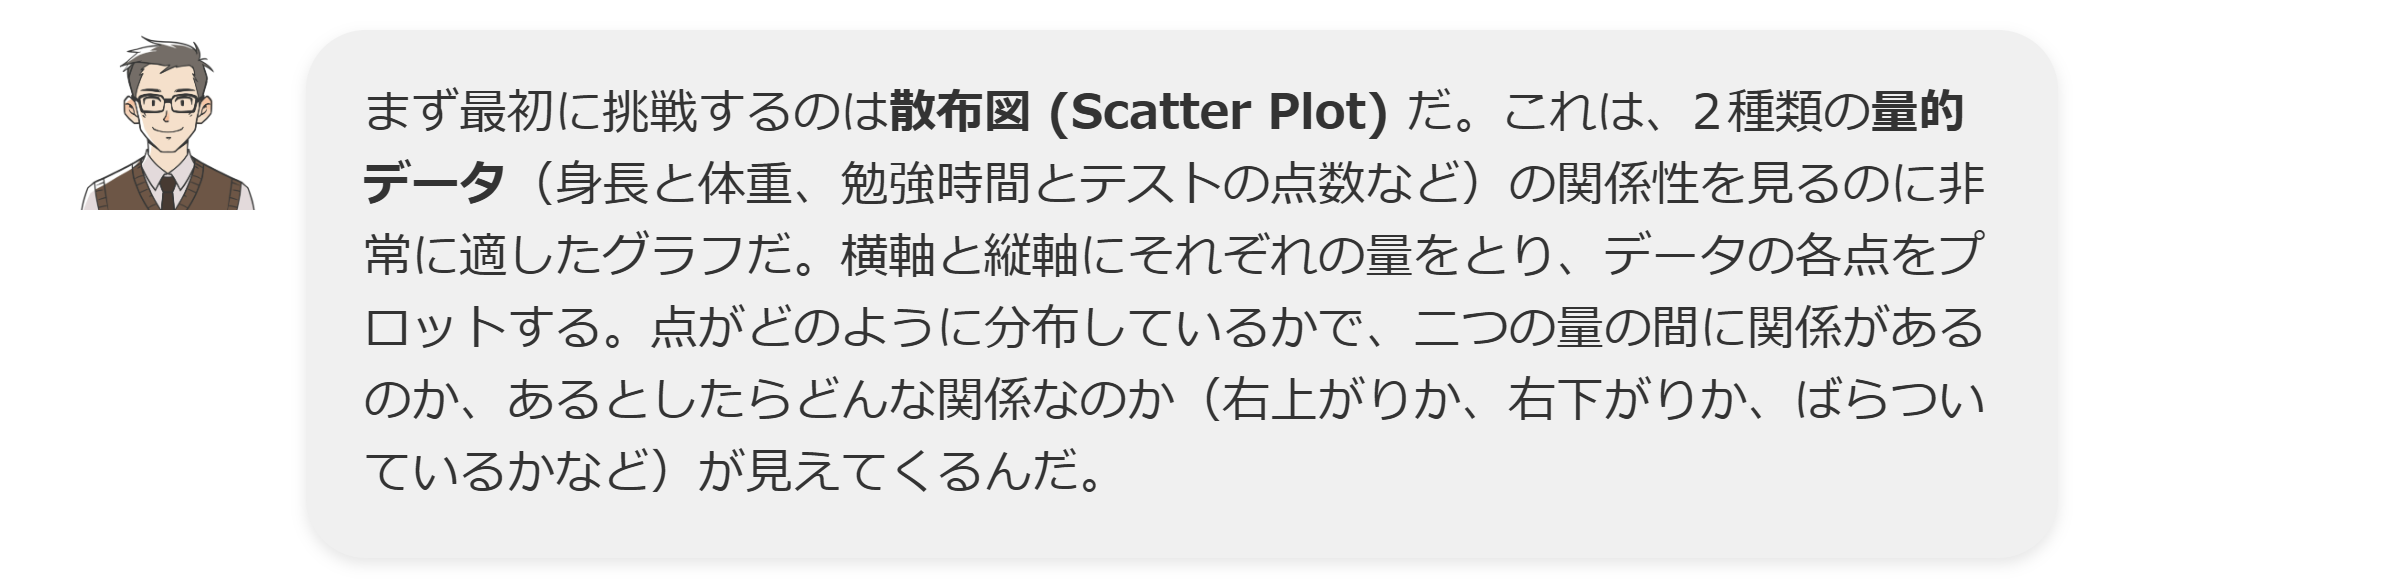 まず最初に挑戦するのは散布図 (Scatter Plot) だ。これは、２種類の量的
データ（身長と体重、勉強時間とテストの点数など）の関係性を見るのに非
常に適したグラフだ。横軸と縦軸にそれぞれの量をとり、データの各点をプ
ロットする。点がどのように分布しているかで、二つの量の間に関係がある
のか、あるとしたらどんな関係なのか（右上がりか、右下がりか、ばらつい
ているかなど）が見えてくるんだ。